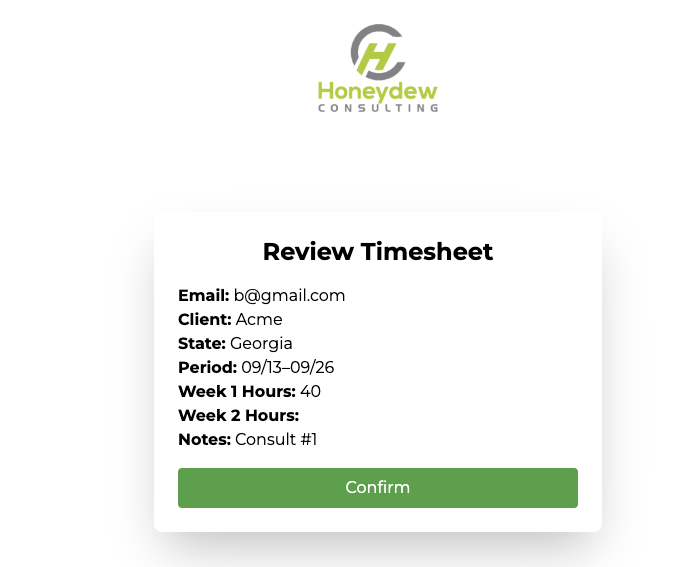 Honeydew
CONSULTING
Review Timesheet
Email: b@gmail.com
Client: Acme
State: Georgia
Period: 09/13–09/26
Week 1 Hours: 40
Week 2 Hours:
Notes: Consult #1
Confirm